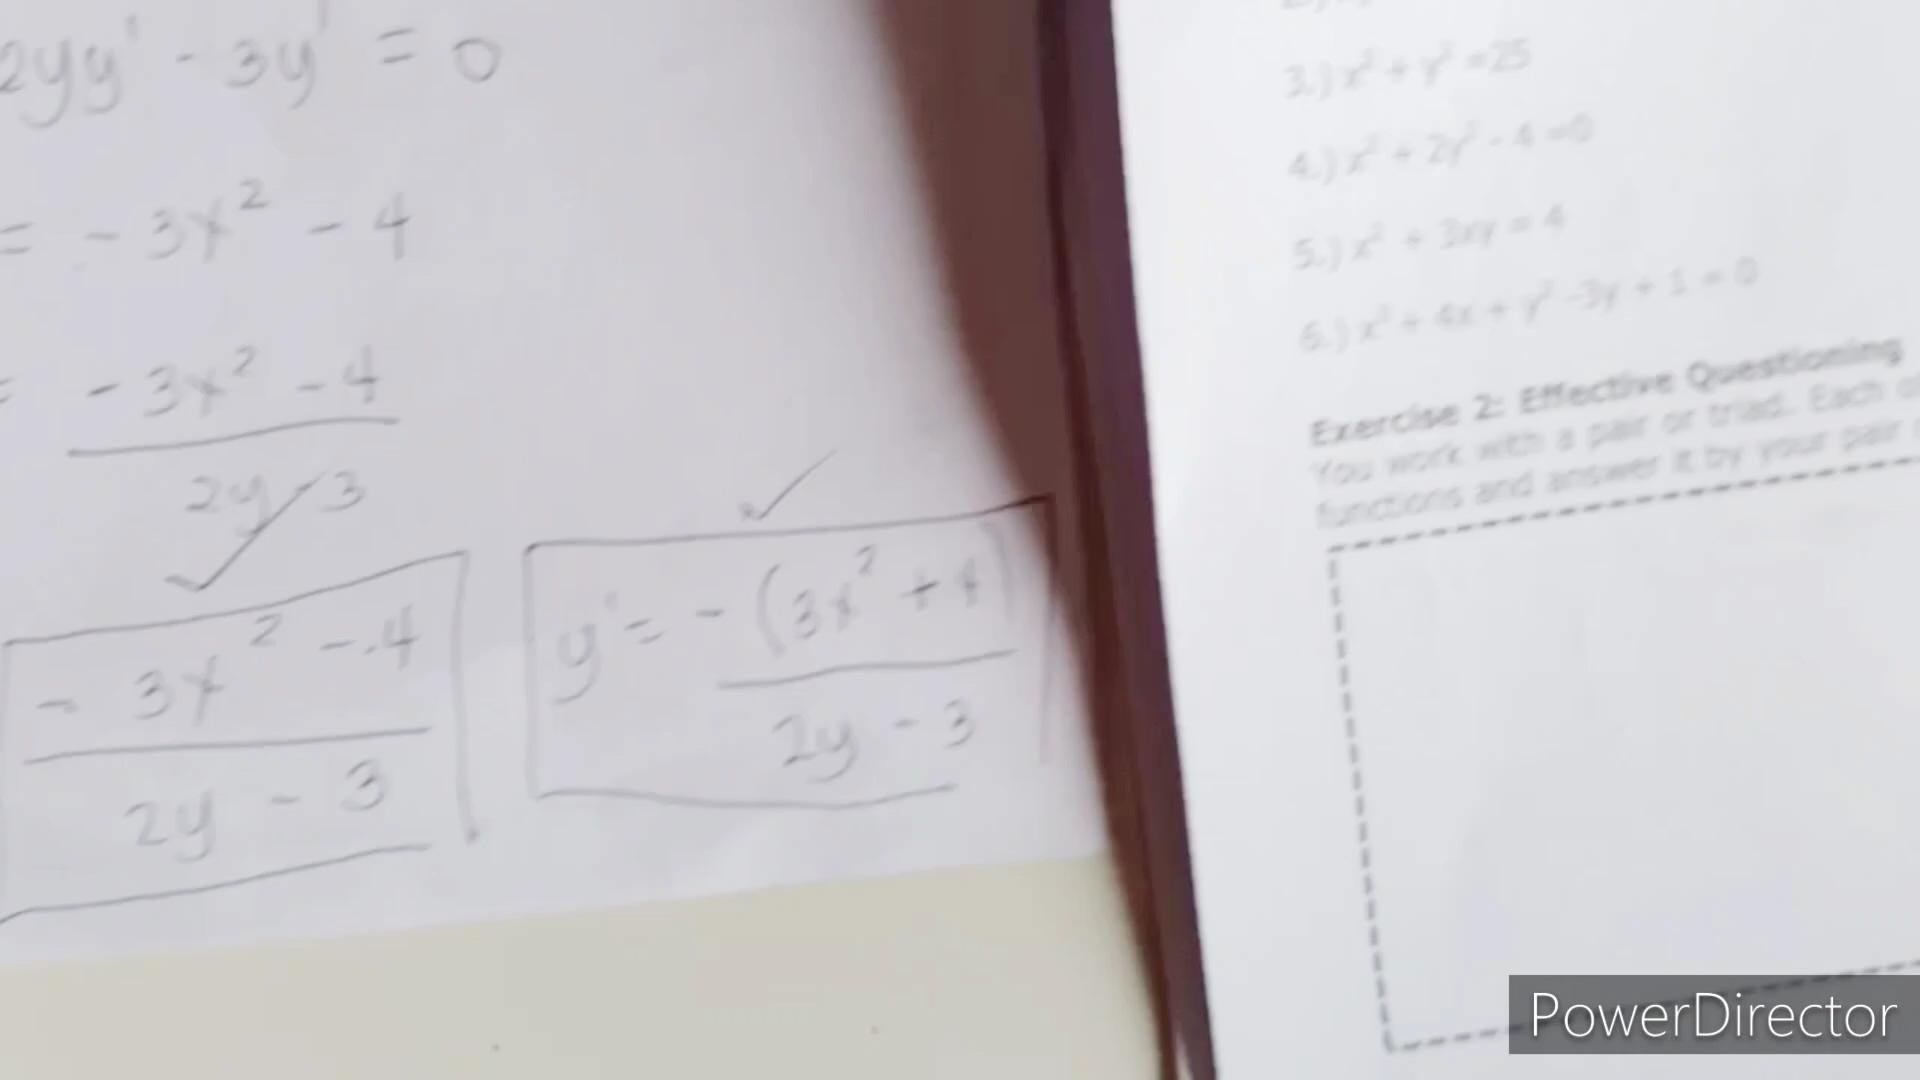 2yy' - 3y' = 0
= - 3x² - 4
= - 3x² - 4
2y - 3
- 3x² - 4
2y - 3
y' = - (3x² + 4)
2y - 3
3.) x² + y² =25
4.) x² + 2y² - 4 =0
5.) x² + 3xy = 4
6.) x³ + 4x + y² -3y + 1 = 0
Exercise 2: Effective Questioning
You work with a pair or triad. Each
functions and answer it by your pair
PowerDirector